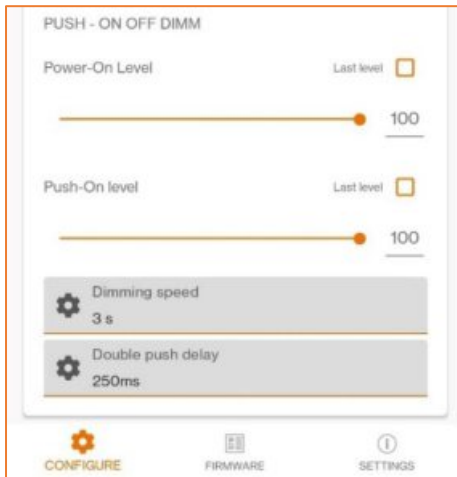 PUSH - ON OFF DIMM
Power-On Level Last level
100
Push-On level Last level
100
Dimming speed
3 s
Double push delay
250ms
CONFIGURE FIRMWARE SETTINGS